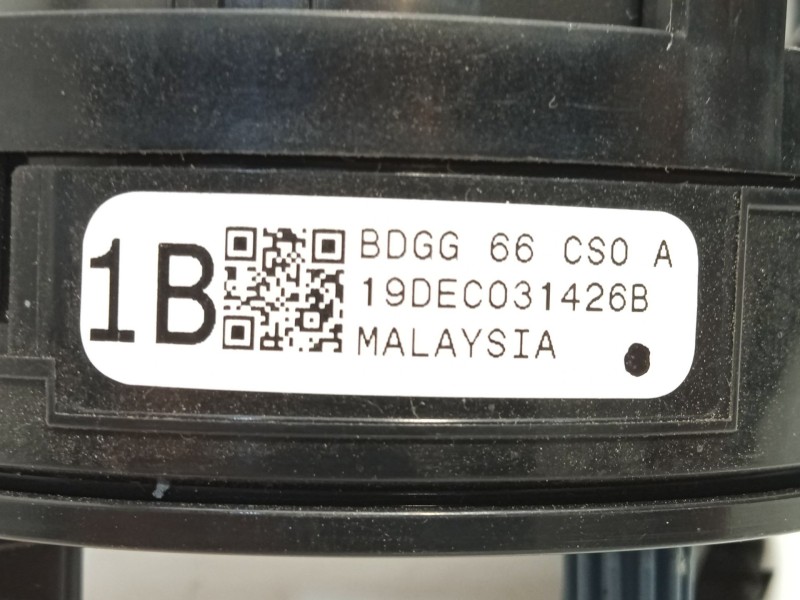 1B
BDGG 66 CS0 A
19DEC031426B
MALAYSIA